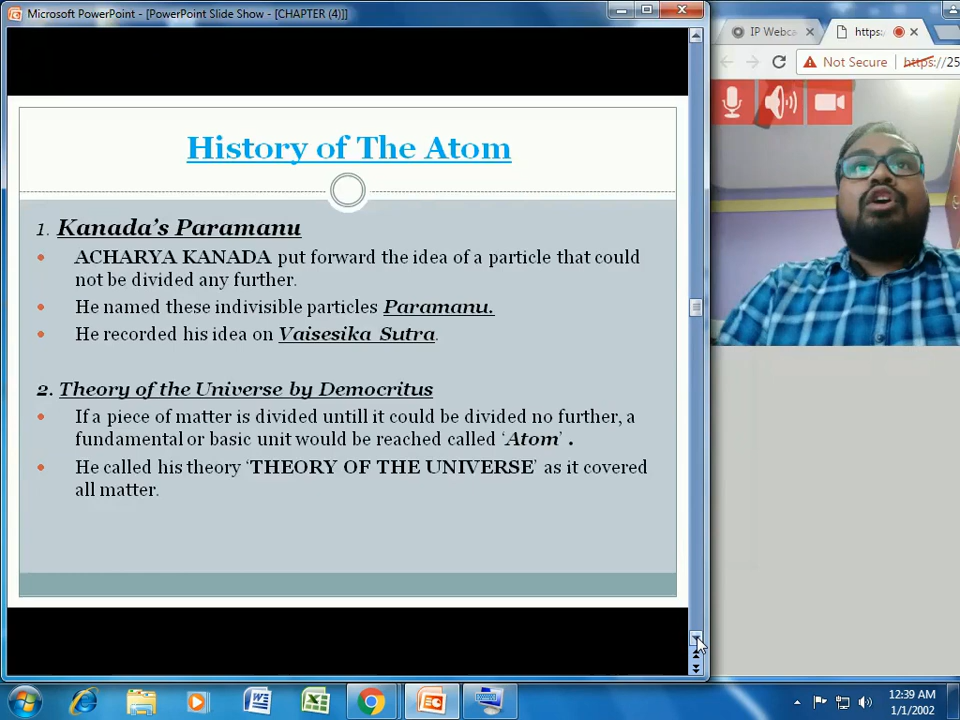 Microsoft PowerPoint - [PowerPoint Slide Show - [CHAPTER (4)]]
IP Webca
https:
Not Secure
https://25
History of The Atom
1. Kanada's Paramanu
ACHARYA KANADA put forward the idea of a particle that could
not be divided any further.
He named these indivisible particles Paramanu.
He recorded his idea on Vaisesika Sutra.
2. Theory of the Universe by Democritus
If a piece of matter is divided untill it could be divided no further, a
fundamental or basic unit would be reached called 'Atom' .
He called his theory 'THEORY OF THE UNIVERSE' as it covered
all matter.
12:39 AM
1/1/2002